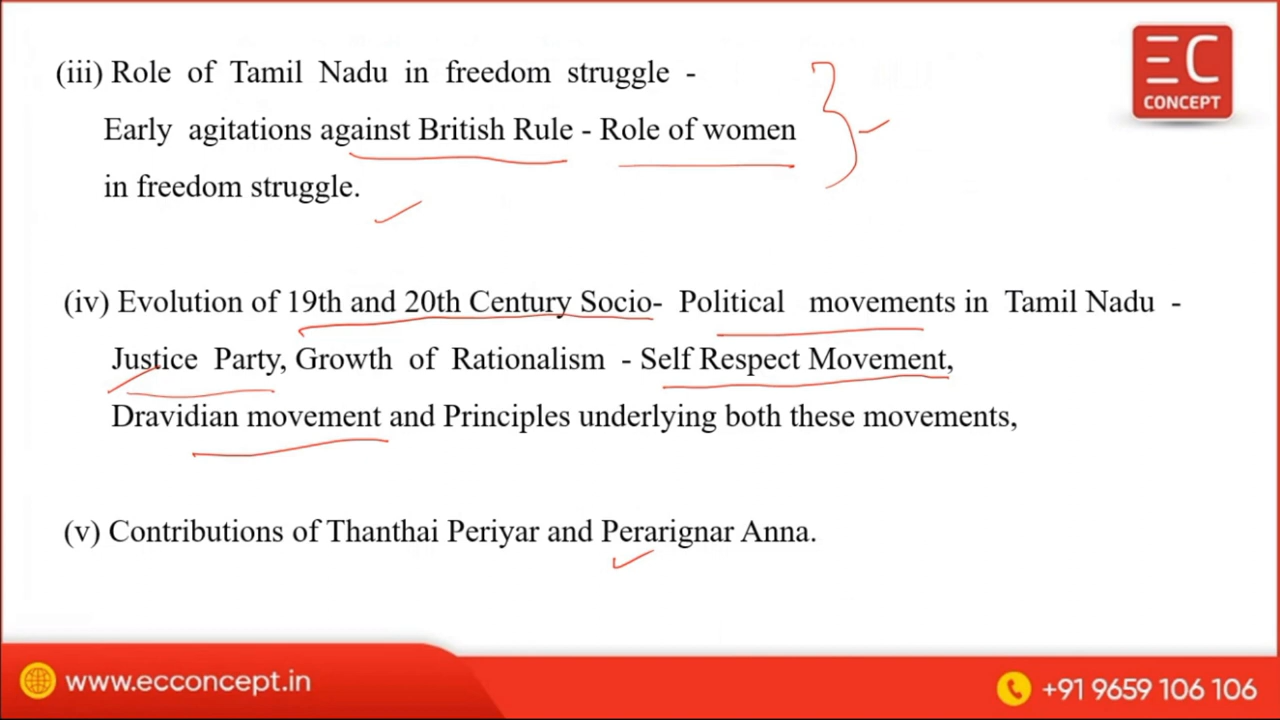 (iii) Role of Tamil Nadu in freedom struggle -
EC
CONCEPT
Early agitations against British Rule - Role of women
in freedom struggle.
(iv) Evolution of 19th and 20th Century Socio- Political movements in Tamil Nadu -
Justice Party, Growth of Rationalism - Self Respect Movement,
Dravidian movement and Principles underlying both these movements,
(v) Contributions of Thanthai Periyar and Perarignar Anna.
www.ecconcept.in
+91 9659 106 106